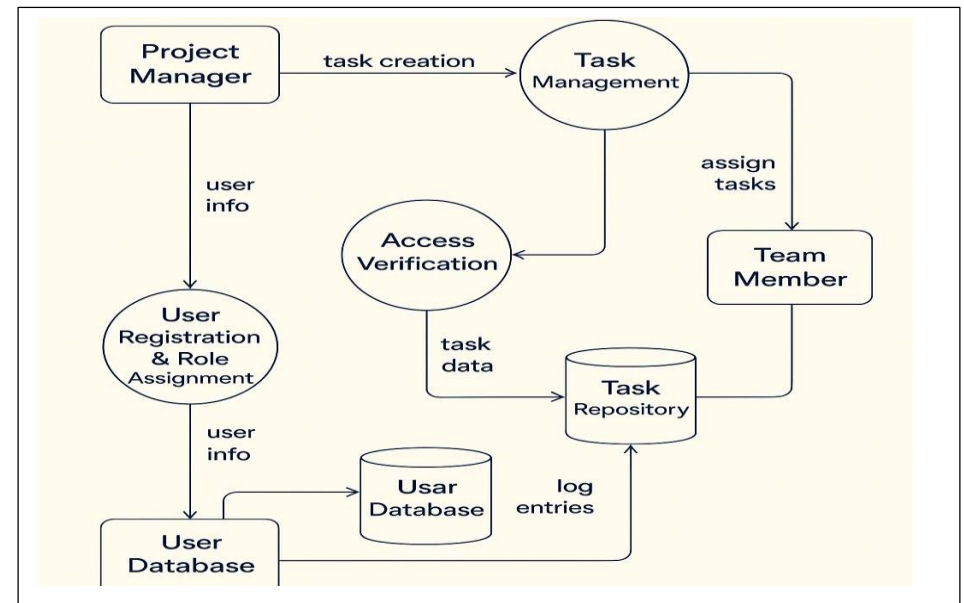 Project
Manager
task creation
Task
Management
user
info
assign
tasks
Access
Verification
Team
Member
User
Registration
& Role
Assignment
task
data
Task
Repository
user
info
Usar
Database
log
entries
User
Database